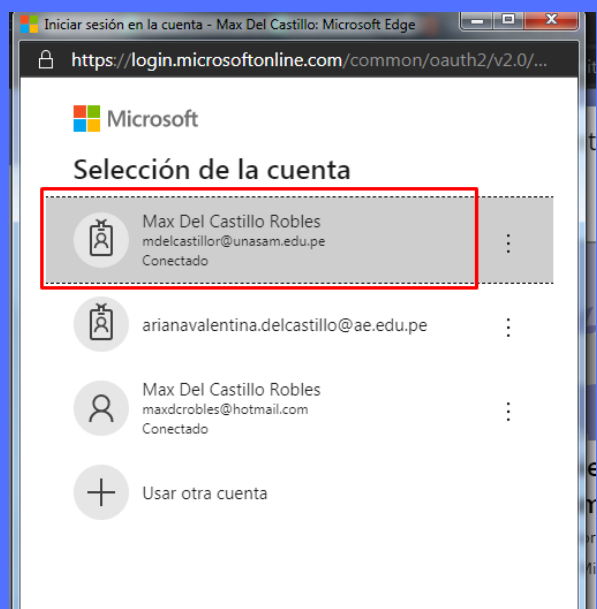 Iniciar sesión en la cuenta - Max Del Castillo: Microsoft Edge
https://login.microsoftonline.com/common/oauth2/v2.0/...
Microsoft
Selección de la cuenta
Max Del Castillo Robles
mdelcastillor@unasam.edu.pe
Conectado
arianavalentina.delcastillo@ae.edu.pe
Max Del Castillo Robles
maxdcrobles@hotmail.com
Conectado
Usar otra cuenta